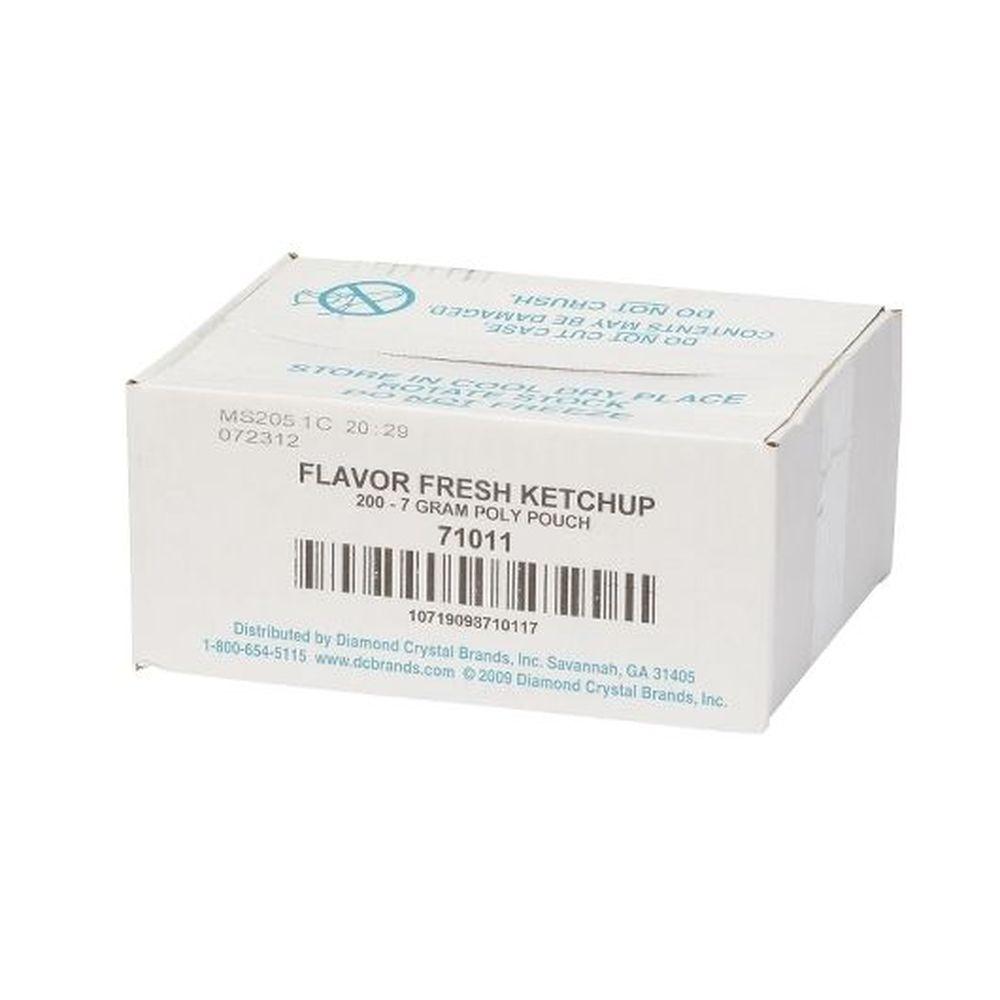 DO NOT CUT CASE.
CONTENTS MAY BE DAMAGED.
DO NOT CRUSH.
STORE IN COOL DRY PLACE
ROTATE STOCK
DO NOT FREEZE
MS205 1C 20:29
072312
FLAVOR FRESH KETCHUP
200 - 7 GRAM POLY POUCH
71011
10719098710117
Distributed by Diamond Crystal Brands, Inc. Savannah, GA 31405
1-800-654-5115 www.dcbrands.com © 2009 Diamond Crystal Brands, Inc.